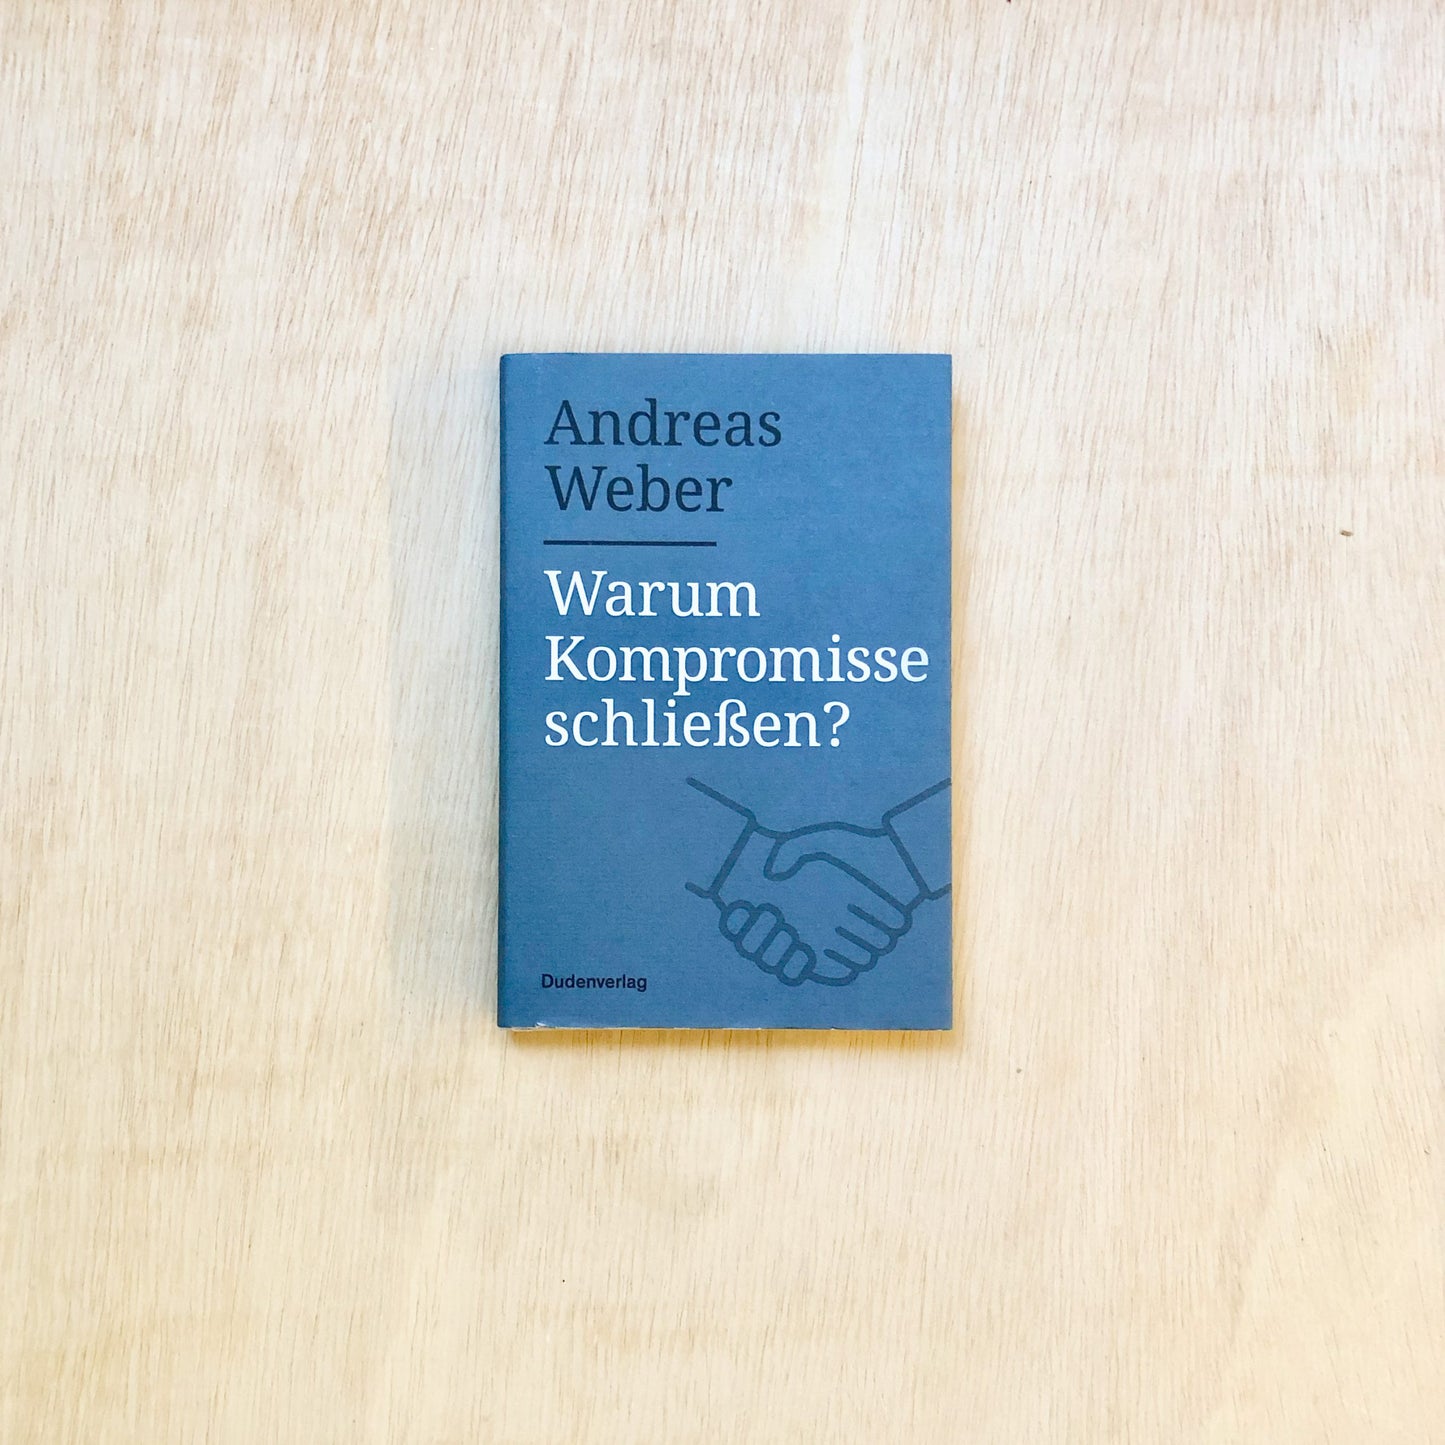 Andreas
Weber
Warum
Kompromisse
schließen?
Dudenverlag